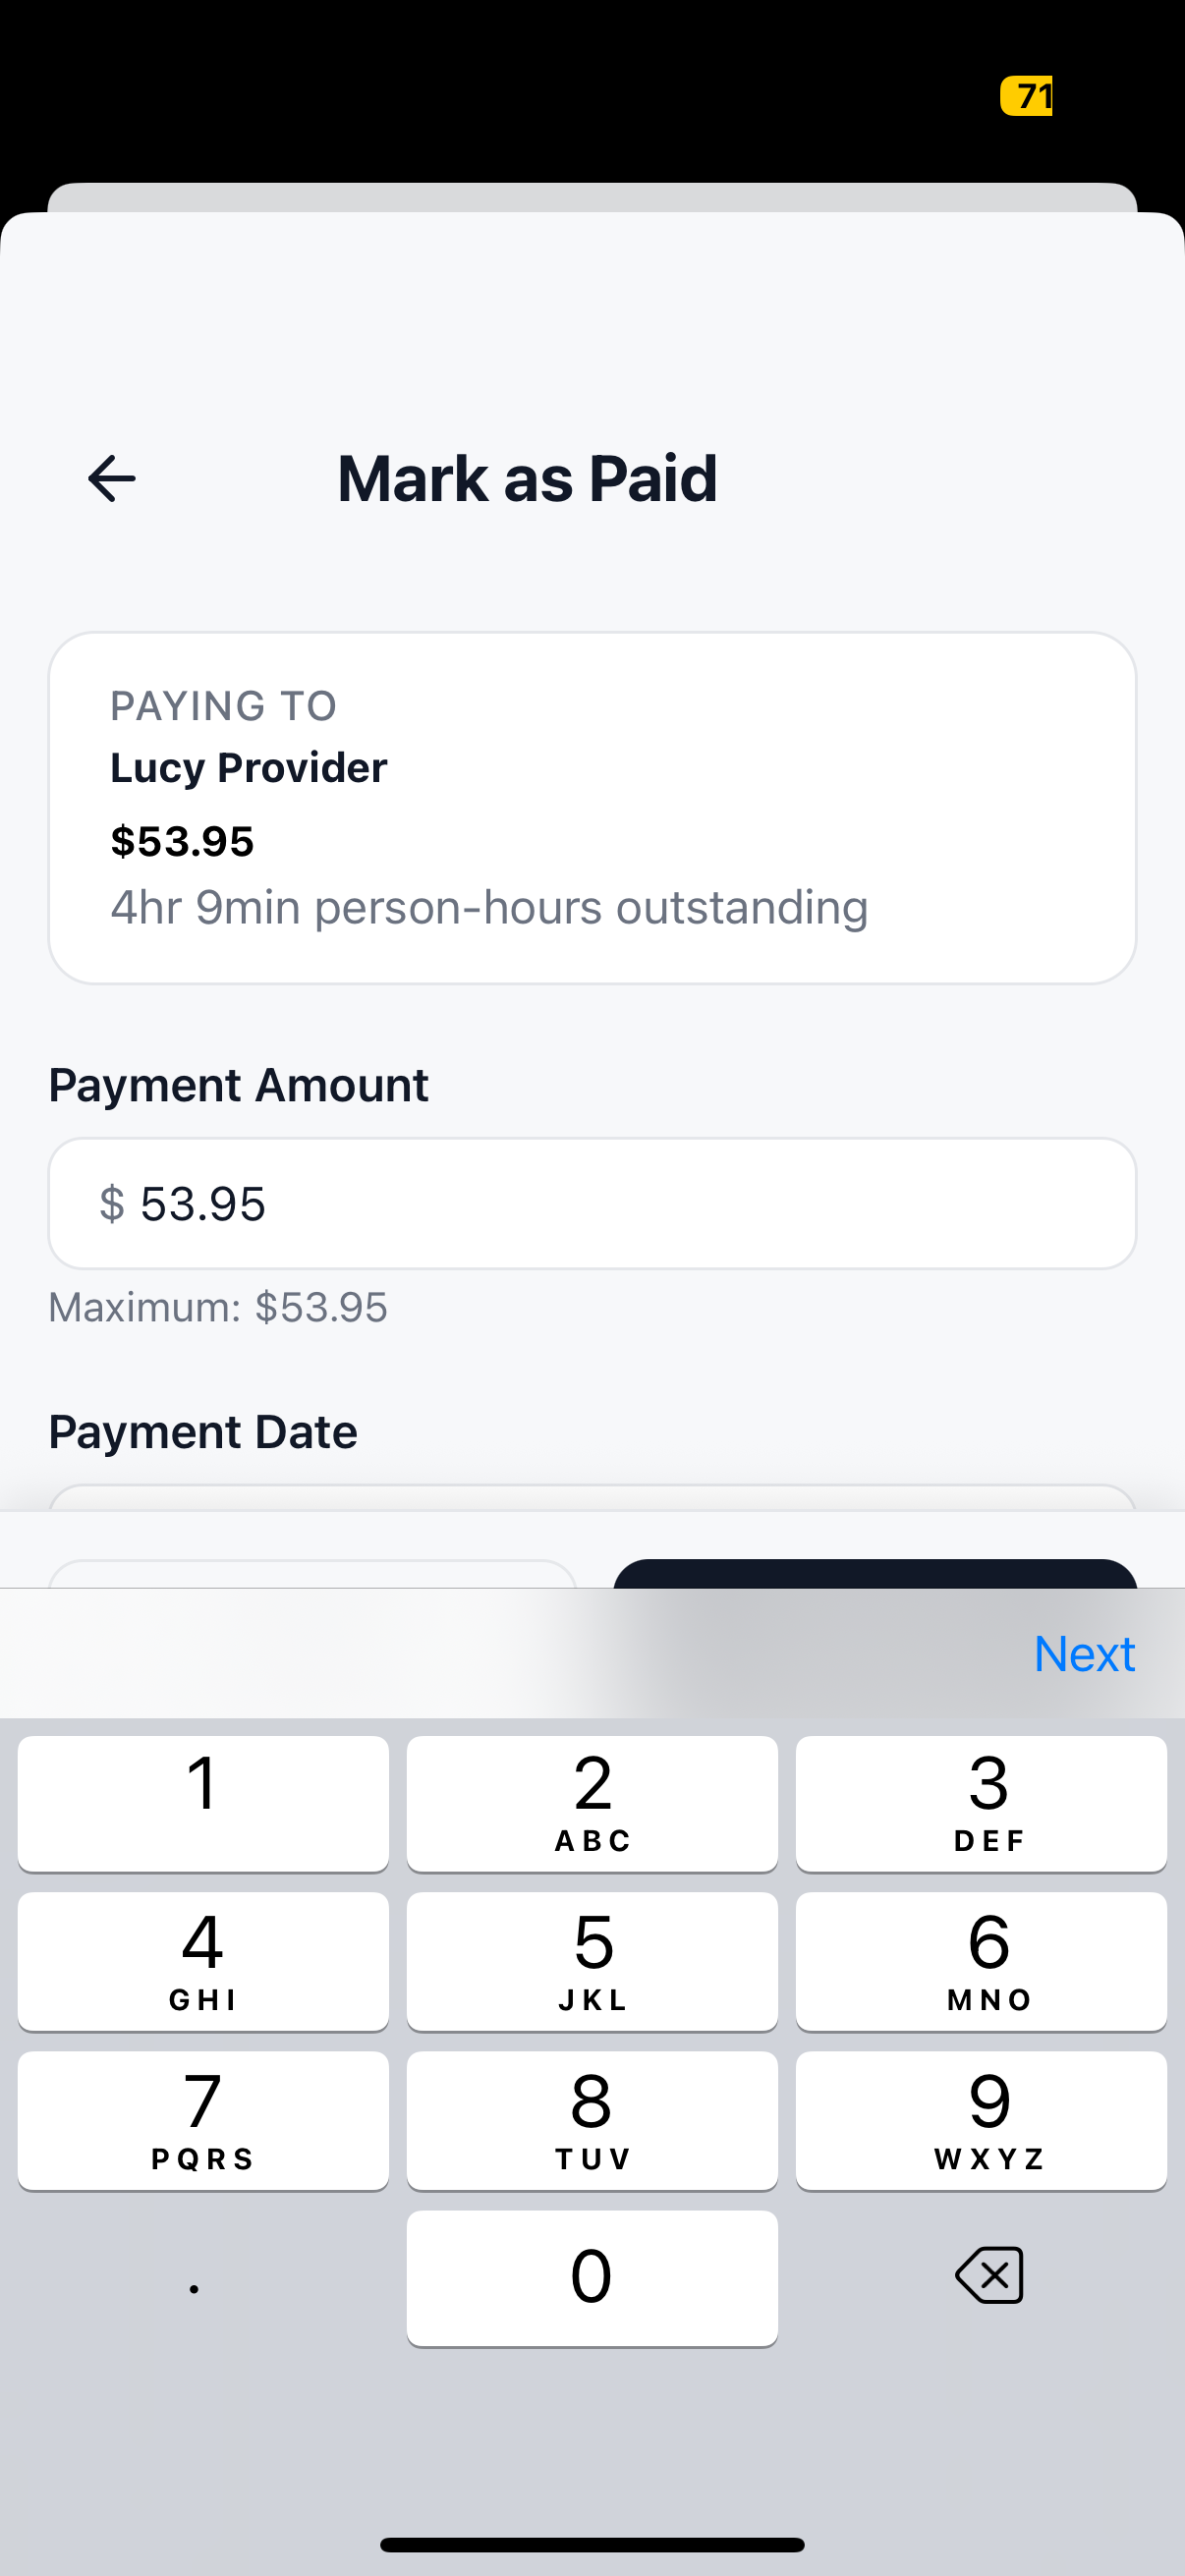 71
Mark as Paid
PAYING TO
Lucy Provider
$53.95
4hr 9min person-hours outstanding
Payment Amount
$ 53.95
Maximum: $53.95
Payment Date
Next
1
2
ABC
3
DEF
4
GHI
5
JKL
6
MNO
7
PQRS
8
TUV
9
WXYZ
.
0